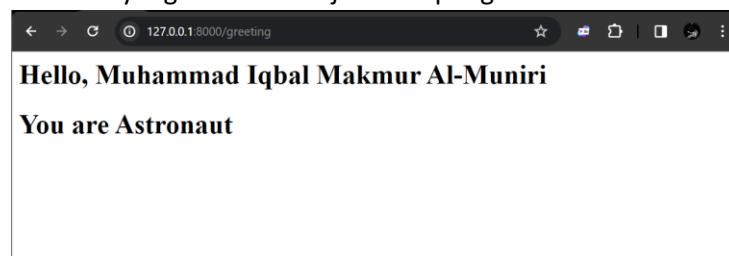 127.0.0.1:8000/greeting
Hello, Muhammad Iqbal Makmur Al-Muniri
You are Astronaut